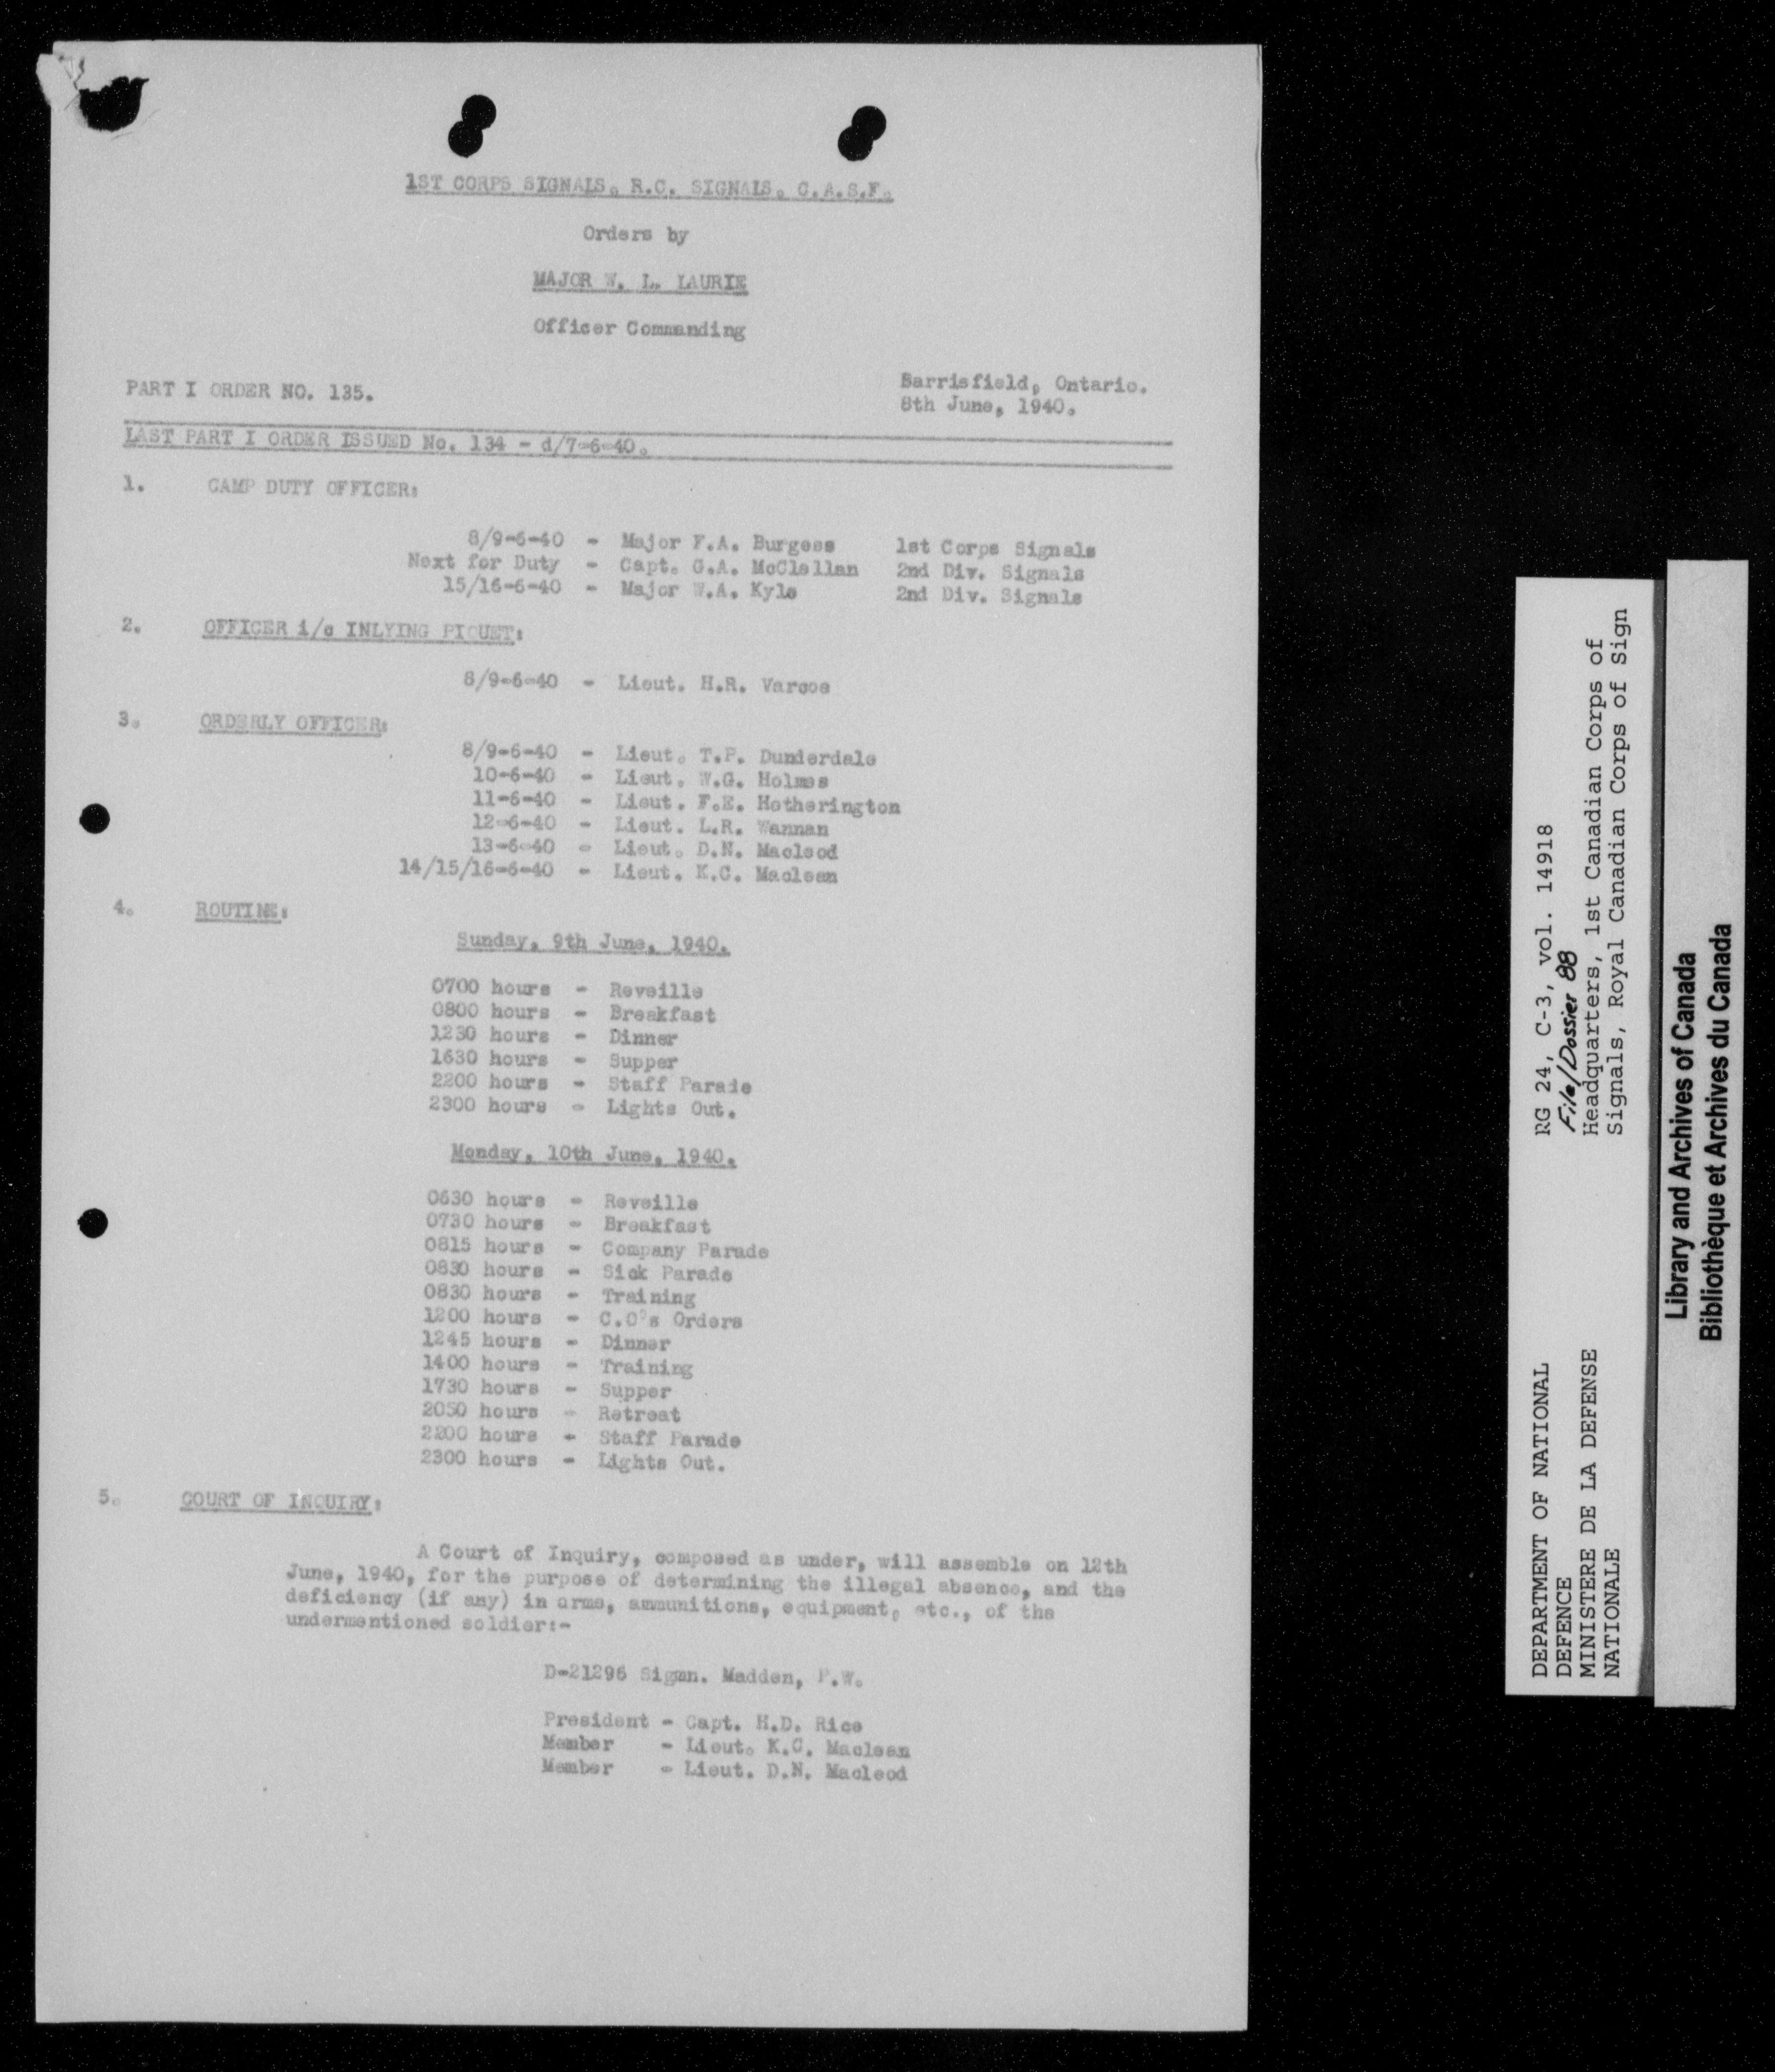 1ST CORPS SIGNALS. R.C. SIGNALS. C.A.S.F.
Orders by
MAJOR W. L. LAURIE
Officer Commanding
PART I ORDER NO. 135.
Barrisfield, Ontario.
8th June, 1940.
LAST PART I ORDER ISSUED No. 134 - d/7-6-40.
1. CAMP DUTY OFFICER:
8/9-6-40 - Major F.A. Burgess 1st Corps Signals
Next for Duty - Capt. G.A. McClellan 2nd Div. Signals
15/16-6-40 - Major W.A. Kyle 2nd Div. Signals
2. OFFICER i/c INLYING PIQUET:
8/9-6-40 - Lieut. H.R. Varcoe
3. ORDERLY OFFICER:
8/9-6-40 - Lieut. T.P. Dunderdale
10-6-40 - Lieut. W.G. Holmes
11-6-40 - Lieut. F.E. Hetherington
12-6-40 - Lieut. L.R. Wannan
13-6-40 - Lieut. D.N. Macleod
14/15/16-6-40 - Lieut. K.C. Maclean
4. ROUTINE:
Sunday, 9th June, 1940.
0700 hours - Reveille
0800 hours - Breakfast
1230 hours - Dinner
1630 hours - Supper
2200 hours - Staff Parade
2300 hours - Lights Out.
Monday, 10th June, 1940.
0630 hours - Reveille
0730 hours - Breakfast
0815 hours - Company Parade
0830 hours - Sick Parade
0830 hours - Training
1200 hours - C.O's Orders
1245 hours - Dinner
1400 hours - Training
1730 hours - Supper
2050 hours - Retreat
2200 hours - Staff Parade
2300 hours - Lights Out.
5. COURT OF INQUIRY:
A Court of Inquiry, composed as under, will assemble on 12th
June, 1940, for the purpose of determining the illegal absence, and the
deficiency (if any) in arms, ammunitions, equipment, etc., of the
undermentioned soldier:-
D-21296 Sigmn. Madden, P.W.
President - Capt. H.D. Rice
Member - Lieut. K.C. Maclean
Member - Lieut. D.N. Macleod
DEPARTMENT OF NATIONAL
DEFENCE
MINISTERE DE LA DEFENSE
NATIONALE
RG 24, C-3, vol. 14918
File/Dossier 88
Headquarters, 1st Canadian Corps of
Signals, Royal Canadian Corps of Sign
Library and Archives of Canada
Bibliothèque et Archives du Canada